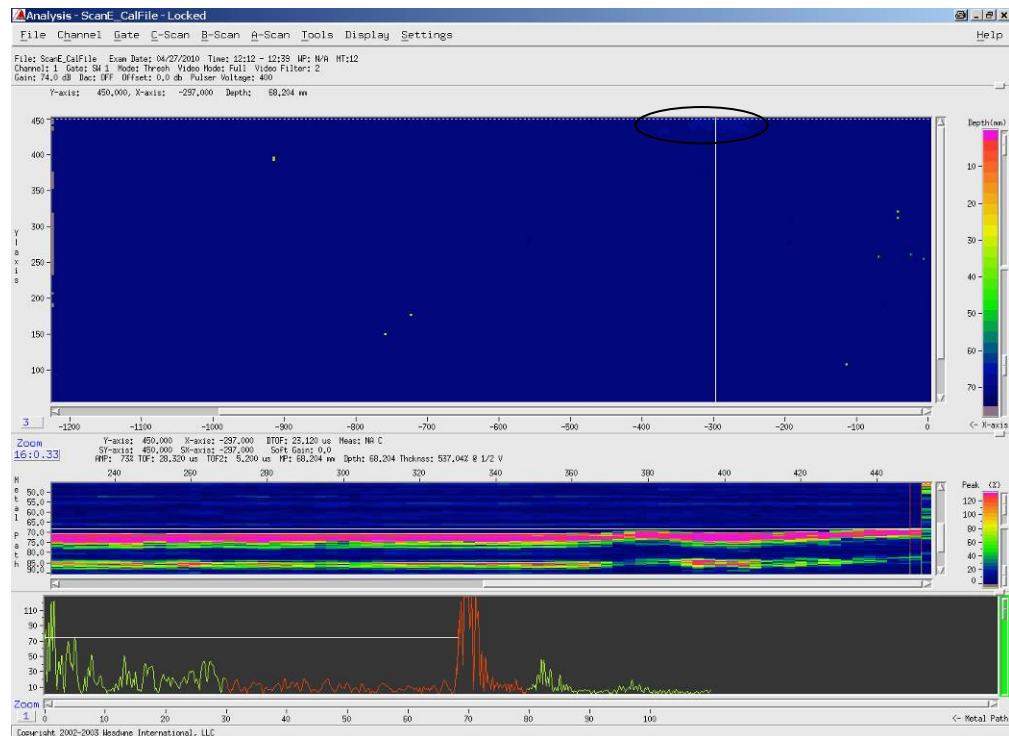 Analysis - ScanE_CalFile - Locked
File Channel Gate C-Scan B-Scan A-Scan Tools Display Settings Help
File: ScanE_CalFile Exam Date: 04/27/2010 Time: 12:12 - 12:39 WP: N/A MT:12
Channel: 1 Gate: SW 1 Mode: Thresh Video Mode: Full Video Filter: 2
Gain: 74.0 dB Dac: OFF Offset: 0.0 db Pulser Voltage: 400
Y-axis: 450.000, X-axis: -297.000 Depth: 68.204 mm
Depth(mm)
450
400
350
300
250
200
150
100
Y-axis
10
20
30
40
50
60
70
3
-1200 -1100 -1000 -900 -800 -700 -600 -500 -400 -300 -200 -100 0
<- X-axis
Zoom
16:0.33
Y-axis: 450.000 X-axis: -297.000 DTOF: 23.120 us Meas: NA C
SY-axis: 450.000 SX-axis: -297.000 Soft Gain: 0.0
AMP: 73% TOF: 28.320 us TOF2: 5.200 us MP: 68.204 mm Dpth: 68.204 Thcknss: 537.04% @ 1/2 V
240 260 280 300 320 340 360 380 400 420 440
Metal Path
50.0
55.0
60.0
65.0
70.0
75.0
80.0
85.0
90.0
Peak (%)
120
100
80
60
40
20
0
110
90
70
50
30
10
Zoom
1
0 10 20 30 40 50 60 70 80 90 100
<- Metal Path
Copyright 2002-2003 Wesdyne International, LLC